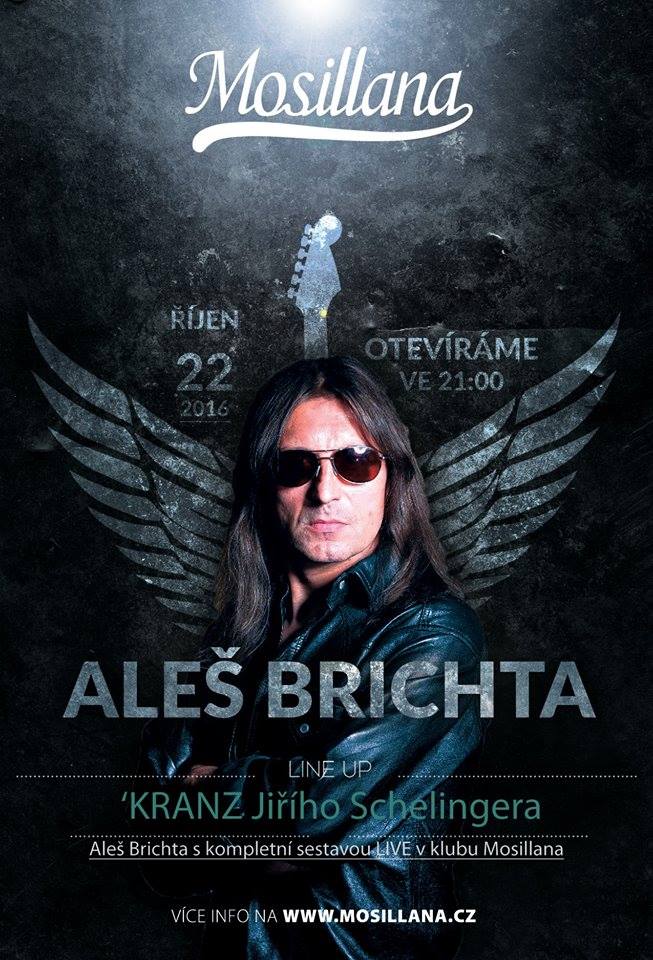 Mosillana
ŘÍJEN
22
2016
OTEVÍRÁME
VE 21:00
ALEŠ BRICHTA
LINE UP
‘KRANZ Jiřího Schelingera
Aleš Brichta s kompletní sestavou LIVE v klubu Mosillana
VÍCE INFO NA WWW.MOSILLANA.CZ